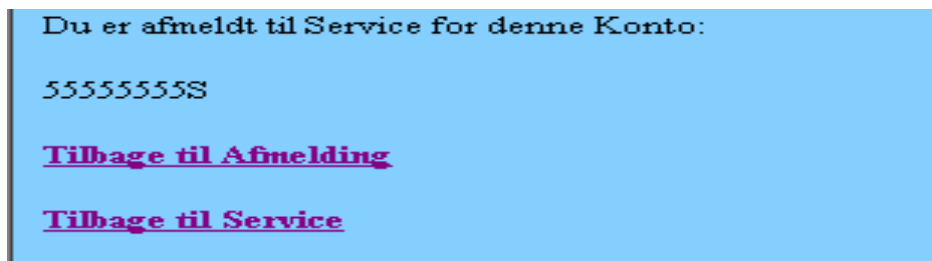 Du er afmeldt til Service for denne Konto:
55555555S
Tilbage til Afmelding
Tilbage til Service